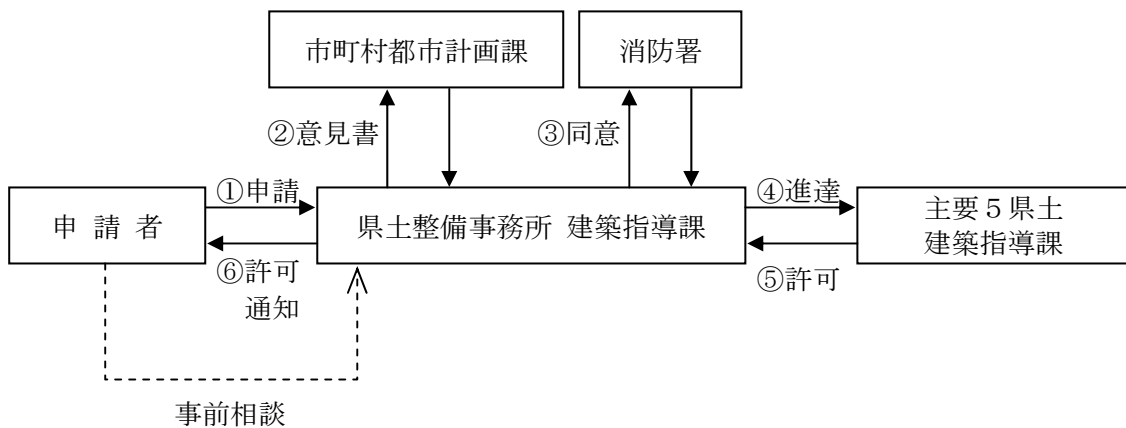 市町村都市計画課
消防署
②意見書
③同意
①申請
④進達
申 請 者
県土整備事務所 建築指導課
主要5県土
建築指導課
⑥許可
通知
⑤許可
事前相談